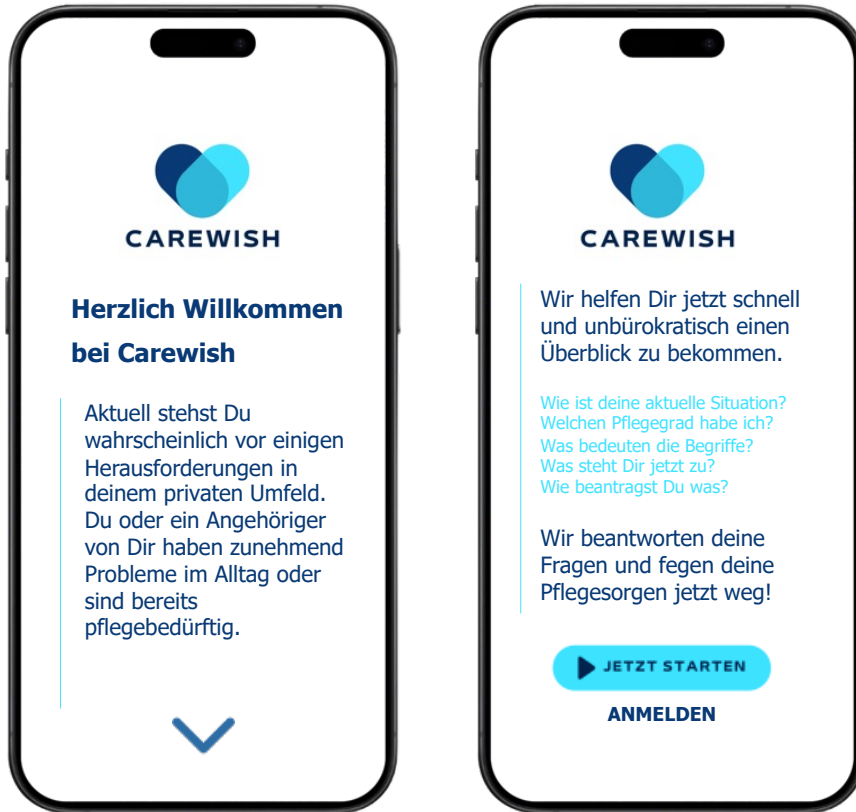 CAREWISH
Herzlich Willkommen
bei Carewish
Aktuell stehst Du
wahrscheinlich vor einigen
Herausforderungen in
deinem privaten Umfeld.
Du oder ein Angehöriger
von Dir haben zunehmend
Probleme im Alltag oder
sind bereits
pflegebedürftig.
CAREWISH
Wir helfen Dir jetzt schnell
und unbürokratisch einen
Überblick zu bekommen.
Wie ist deine aktuelle Situation?
Welchen Pflegegrad habe ich?
Was bedeuten die Begriffe?
Was steht Dir jetzt zu?
Wie beantragst Du was?
Wir beantworten deine
Fragen und fegen deine
Pflegesorgen jetzt weg!
JETZT STARTEN
ANMELDEN